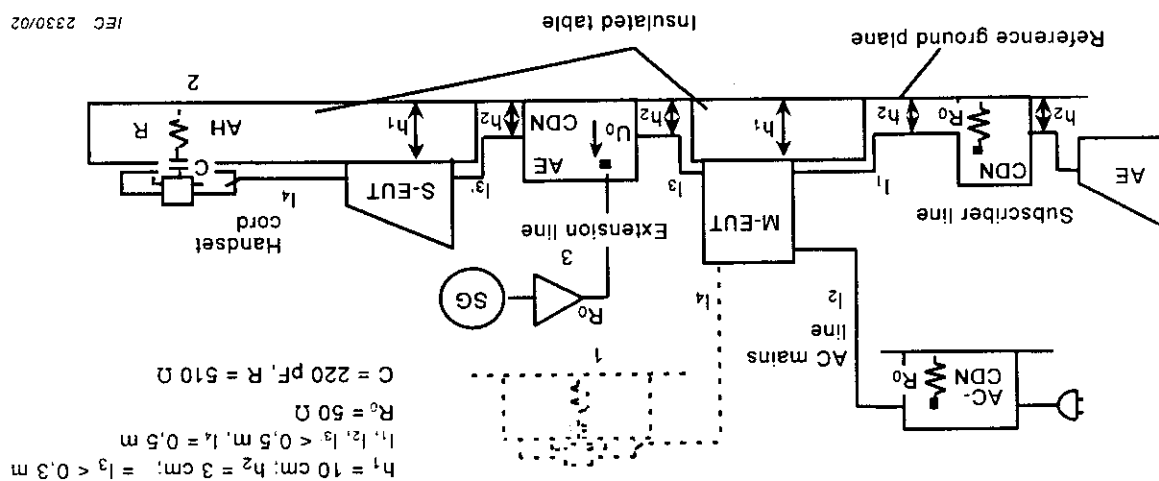 h₁ = 10 cm; h₂ = 3 cm; = l₃ < 0,3 m
l₁, l₂, l₃' < 0,5 m, l₄ = 0,5 m
R₀ = 50 Ω
C = 220 pF, R = 510 Ω
AC-
CDN
R₀
AC mains
line
l₂
1
l₄
SG
R₀
3
Extension line
Handset
cord
l₄
S-EUT
l₃'
AE
CDN
U₀
l₃
M-EUT
l₁
Subscriber line
CDN
R₀
AE
C
R
AH
h₁
h₂
h₂
h₁
h₂
h₂
2
Insulated table
Reference ground plane
IEC 2330/02